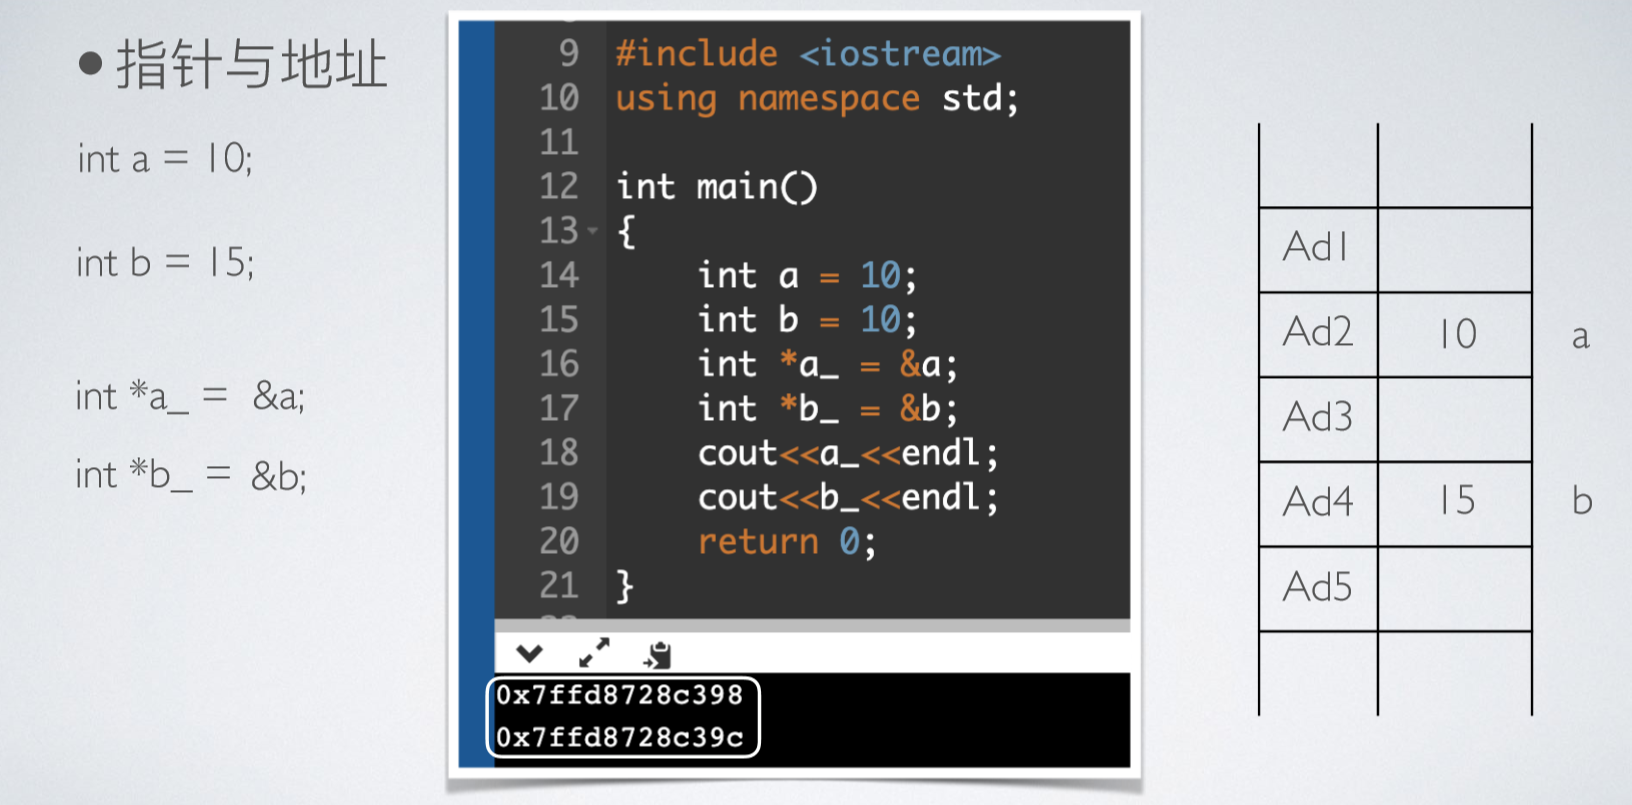 •指针与地址
int a = 10;
int b = 15;
int *a_ = &a;
int *b_ = &b;
9 #include <iostream>
10 using namespace std;
11
12 int main()
13 {
14 int a = 10;
15 int b = 10;
16 int *a_ = &a;
17 int *b_ = &b;
18 cout<<a_<<endl;
19 cout<<b_<<endl;
20 return 0;
21 }
0x7ffd8728c398
0x7ffd8728c39c
Ad1
Ad2 10 a
Ad3
Ad4 15 b
Ad5